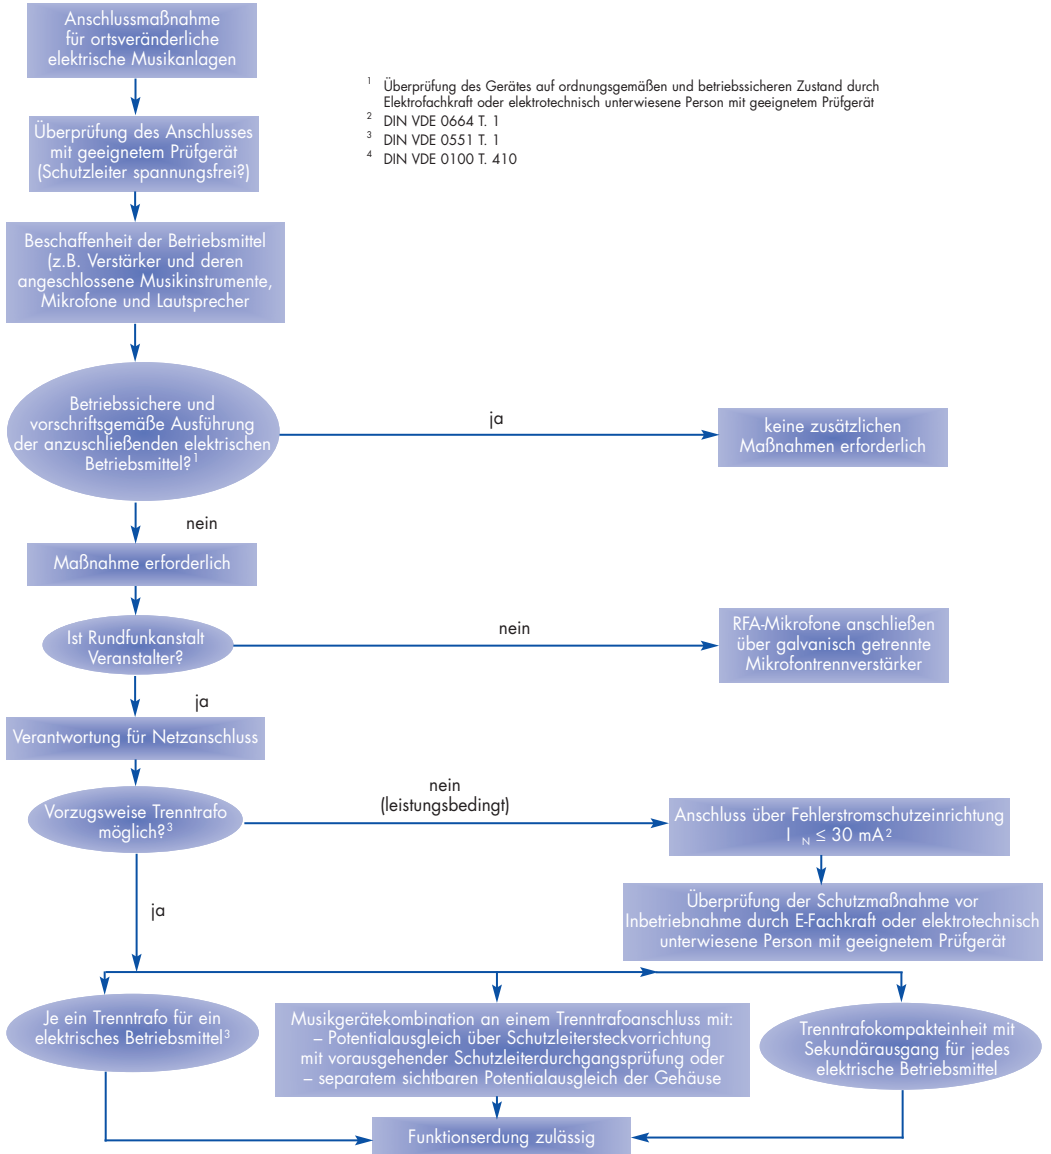 Anschlussmaßnahme
für ortsveränderliche
elektrische Musikanlagen
1 Überprüfung des Gerätes auf ordnungsgemäßen und betriebssicheren Zustand durch
Elektrofachkraft oder elektrotechnisch unterwiesene Person mit geeignetem Prüfgerät
2 DIN VDE 0664 T. 1
3 DIN VDE 0551 T. 1
4 DIN VDE 0100 T. 410
Überprüfung des Anschlusses
mit geeignetem Prüfgerät
(Schutzleiter spannungsfrei?)
Beschaffenheit der Betriebsmittel
(z.B. Verstärker und deren
angeschlossene Musikinstrumente,
Mikrofone und Lautsprecher
Betriebssichere und
vorschriftsgemäße Ausführung
der anzuschließenden elektrischen
Betriebsmittel?1
ja
keine zusätzlichen
Maßnahmen erforderlich
nein
Maßnahme erforderlich
Ist Rundfunkanstalt
Veranstalter?
nein
RFA-Mikrofone anschließen
über galvanisch getrennte
Mikrofontrennverstärker
ja
Verantwortung für Netzanschluss
Vorzugsweise Trenntrafo
möglich?3
nein
(leistungsbedingt)
Anschluss über Fehlerstromschutzeinrichtung
I N ≤ 30 mA2
Überprüfung der Schutzmaßnahme vor
Inbetriebnahme durch E-Fachkraft oder elektrotechnisch
unterwiesene Person mit geeignetem Prüfgerät
ja
Je ein Trenntrafo für ein
elektrisches Betriebsmittel3
Musikgerätekombination an einem Trenntrafoanschluss mit:
– Potentialausgleich über Schutzleitersteckvorrichtung
mit vorausgehender Schutzleiterdurchgangsprüfung oder
– separatem sichtbaren Potentialausgleich der Gehäuse
Trenntrafokompakteinheit mit
Sekundärausgang für jedes
elektrische Betriebsmittel
Funktionserdung zulässig